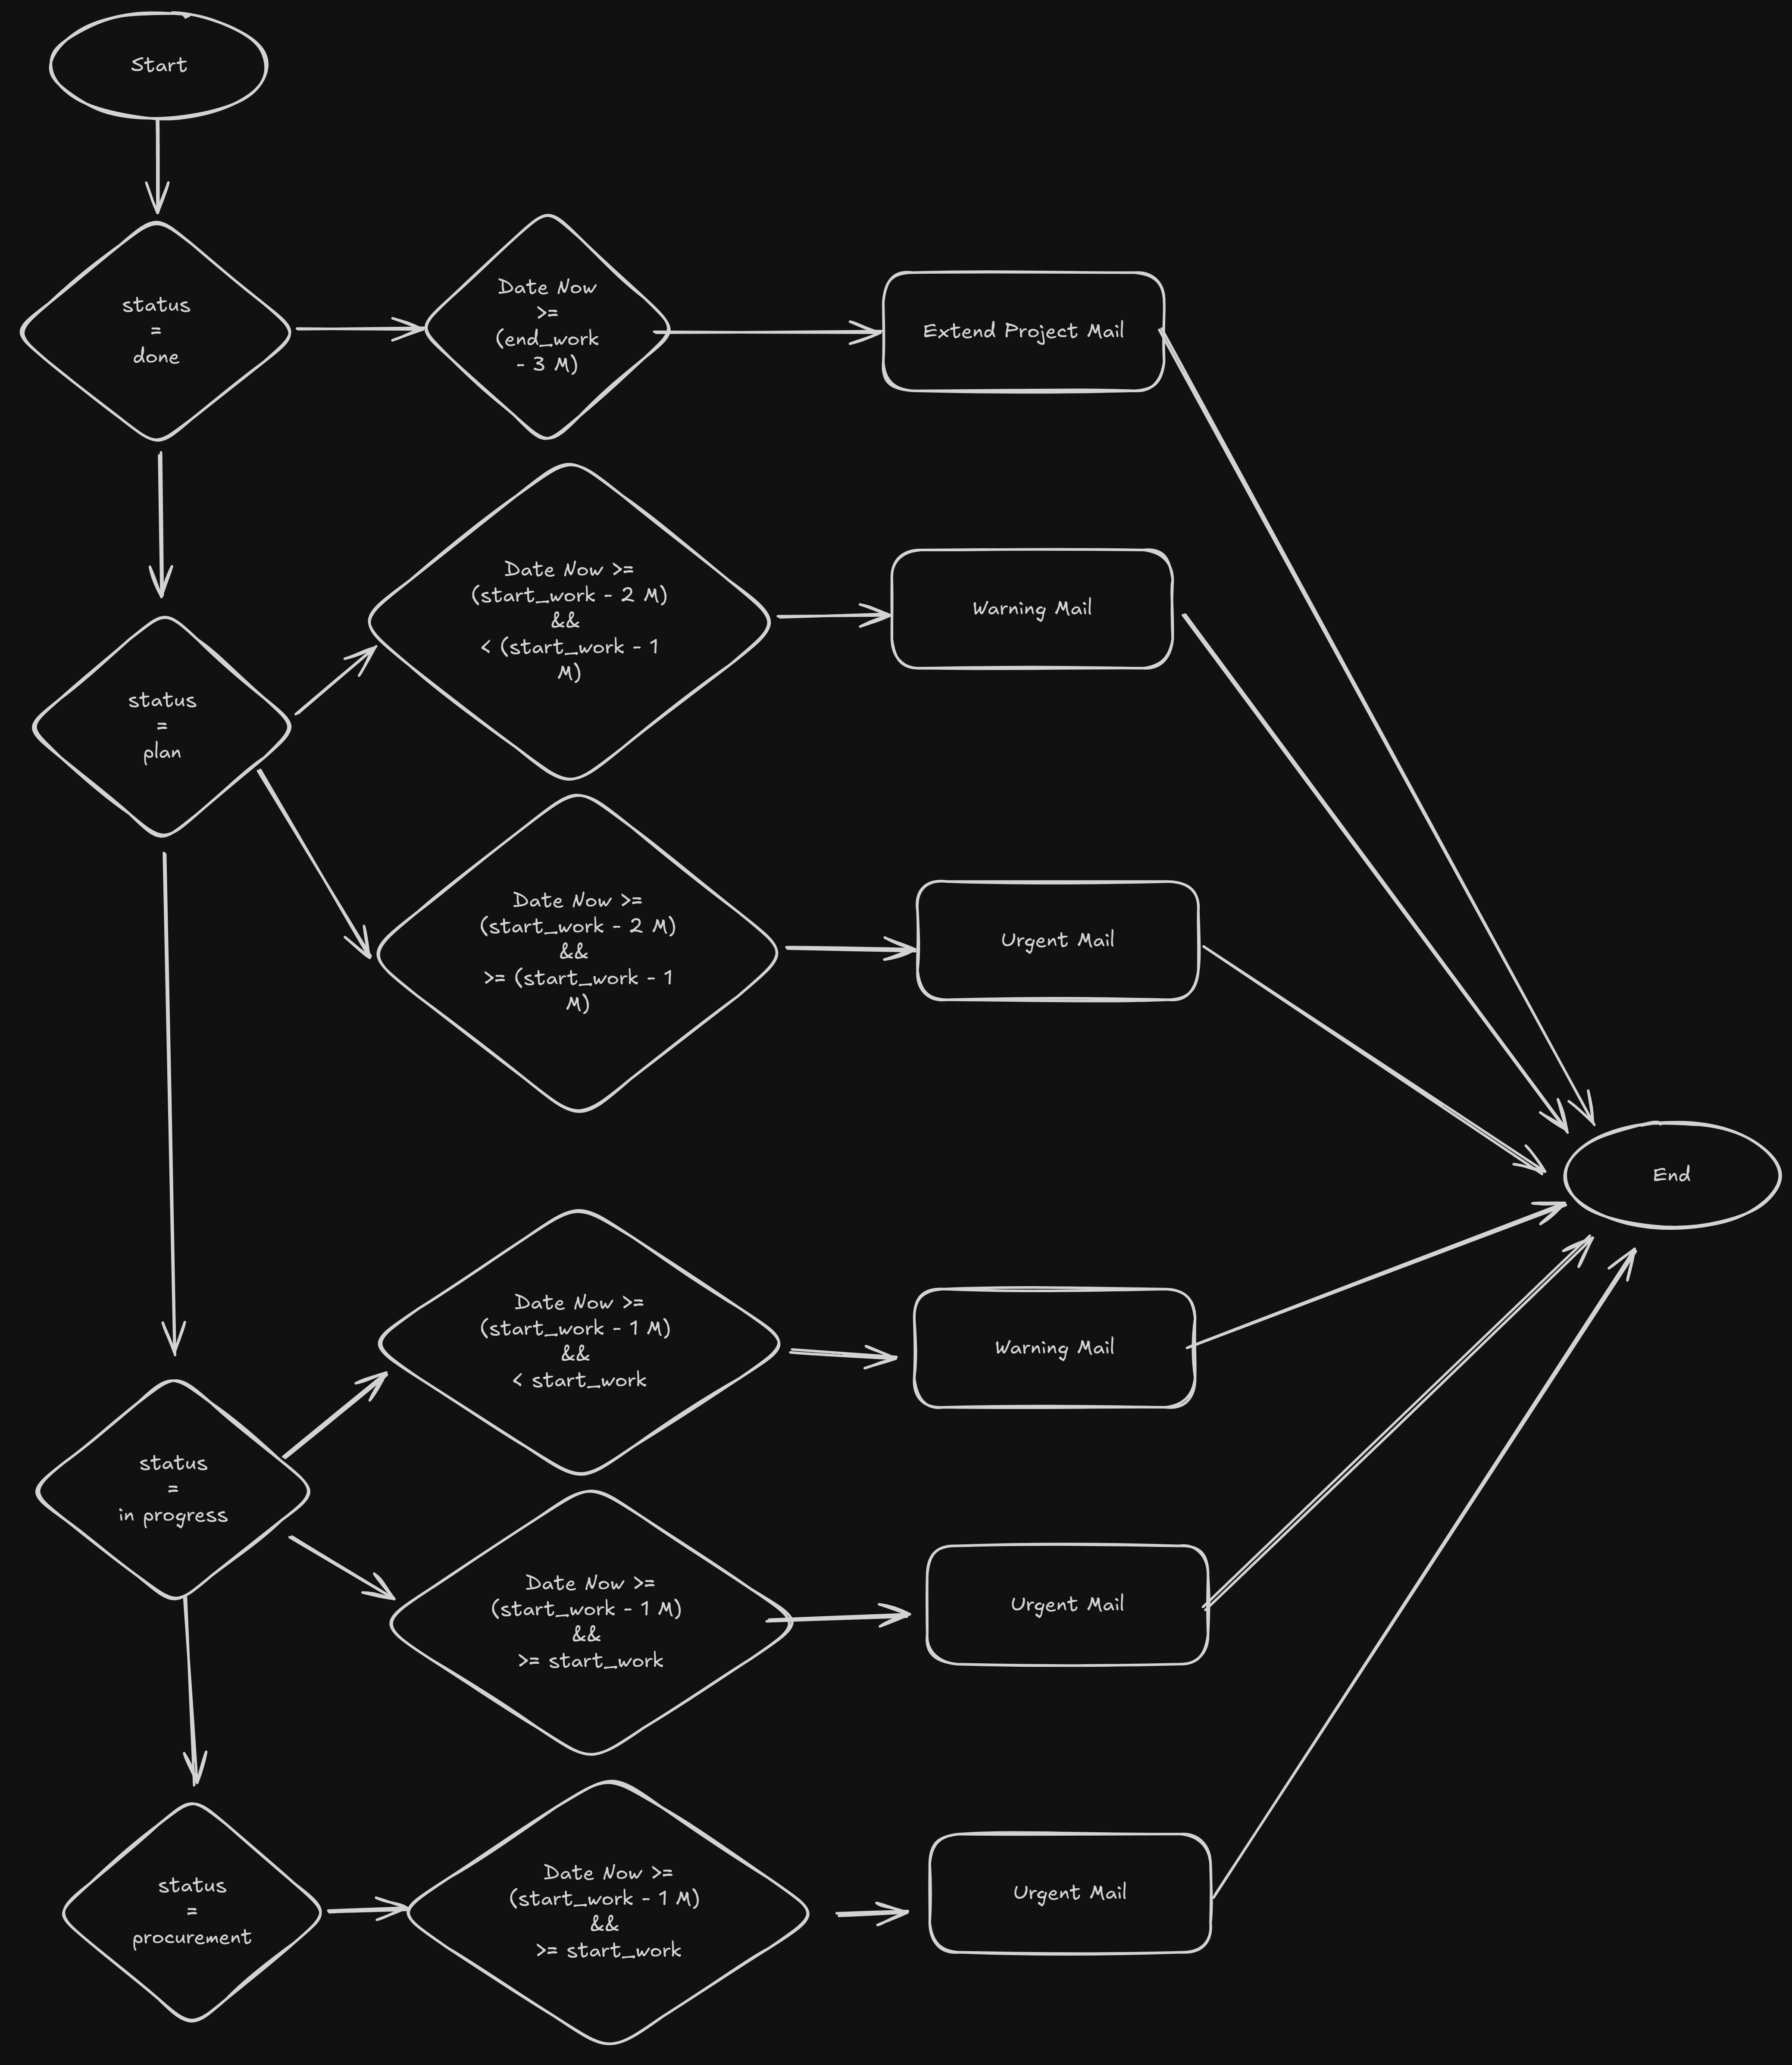 Start
status
=
done
Date Now
>=
(end_work
- 3 M)
Extend Project Mail
status
=
plan
Date Now >=
(start_work - 2 M)
&&
< (start_work - 1
M)
Warning Mail
Date Now >=
(start_work - 2 M)
&&
>= (start_work - 1
M)
Urgent Mail
End
status
=
in progress
Date Now >=
(start_work - 1 M)
&&
< start_work
Warning Mail
Date Now >=
(start_work - 1 M)
&&
>= start_work
Urgent Mail
status
=
procurement
Date Now >=
(start_work - 1 M)
&&
>= start_work
Urgent Mail